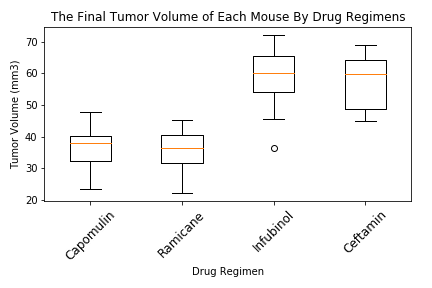 The Final Tumor Volume of Each Mouse By Drug Regimens
Tumor Volume (mm3)
70
60
50
40
30
20
Capomulin
Ramicane
Infubinol
Ceftamin
Drug Regimen